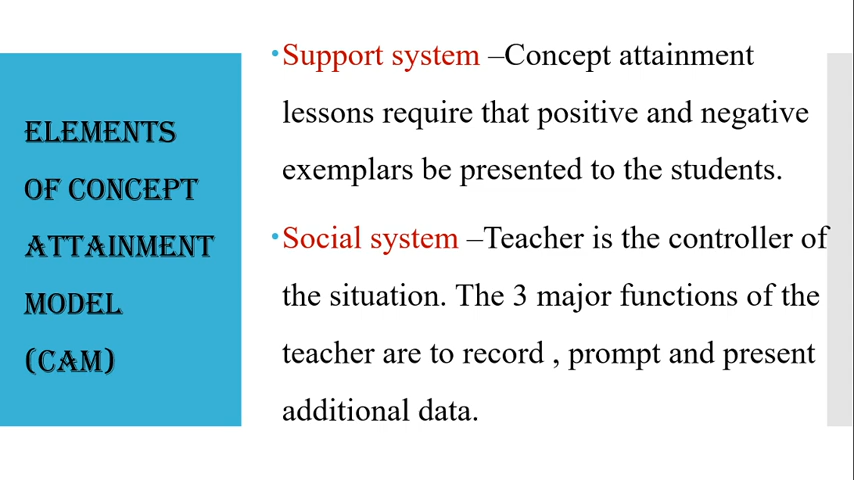 ELEMENTS
OF CONCEPT
ATTAINMENT
MODEL
(CAM)
•Support system –Concept attainment
lessons require that positive and negative
exemplars be presented to the students.
•Social system –Teacher is the controller of
the situation. The 3 major functions of the
teacher are to record , prompt and present
additional data.